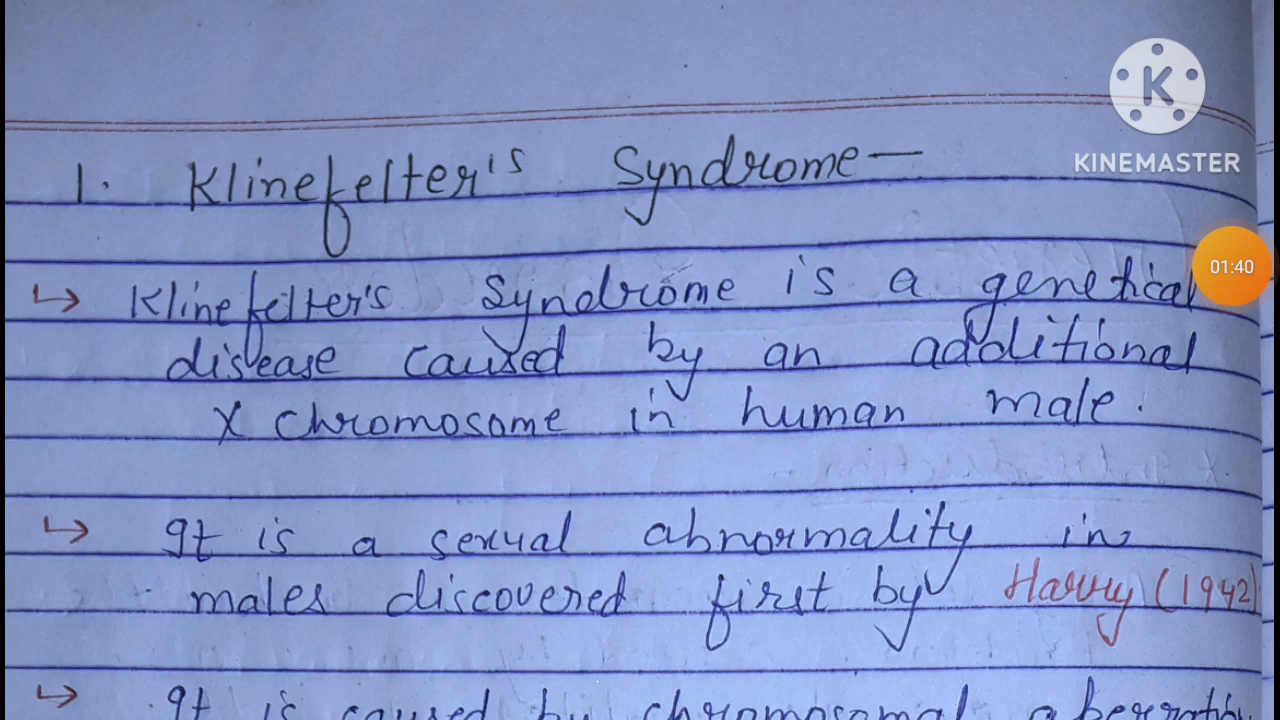 KINEMASTER
1. Klinefelter's Syndrome —
01:40
↳ Klinefelter's Syndrome is a genetical
disease caused by an additional
X chromosome in human male.
↳ It is a sexual abnormality in
males discovered first by Harry (1942)
↳ It is caused by chromosomal